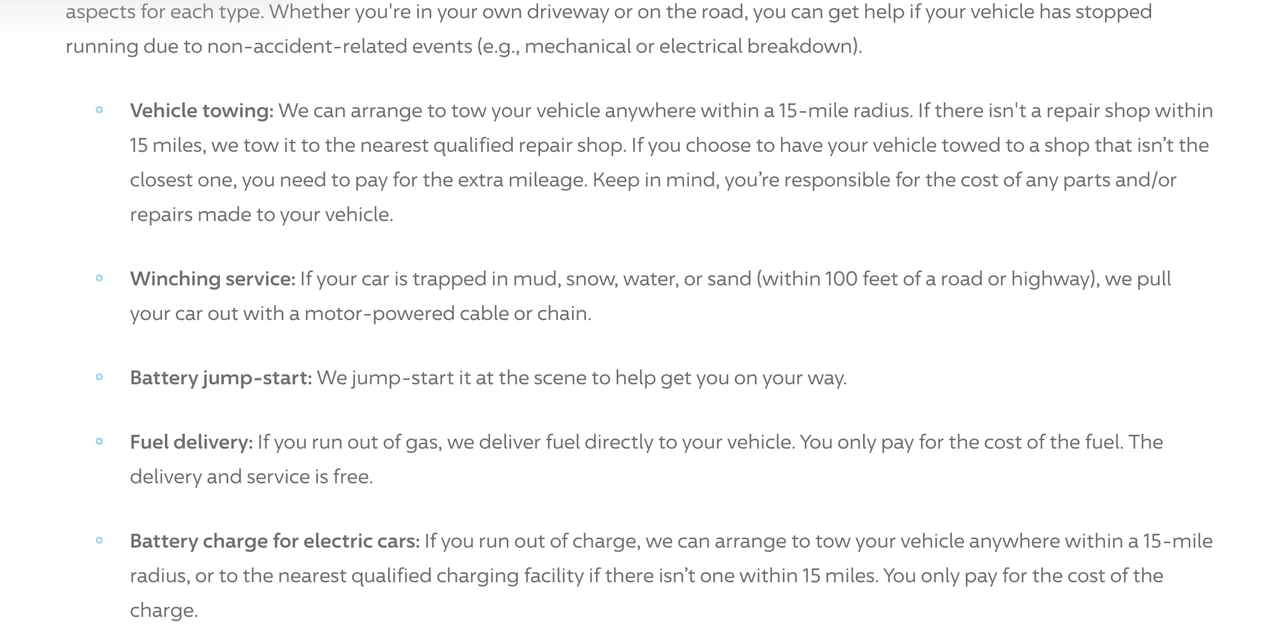 aspects for each type. Whether you're in your own driveway or on the road, you can get help if your vehicle has stopped
running due to non-accident-related events (e.g., mechanical or electrical breakdown).
Vehicle towing: We can arrange to tow your vehicle anywhere within a 15-mile radius. If there isn't a repair shop within
15 miles, we tow it to the nearest qualified repair shop. If you choose to have your vehicle towed to a shop that isn’t the
closest one, you need to pay for the extra mileage. Keep in mind, you’re responsible for the cost of any parts and/or
repairs made to your vehicle.
Winching service: If your car is trapped in mud, snow, water, or sand (within 100 feet of a road or highway), we pull
your car out with a motor-powered cable or chain.
Battery jump-start: We jump-start it at the scene to help get you on your way.
Fuel delivery: If you run out of gas, we deliver fuel directly to your vehicle. You only pay for the cost of the fuel. The
delivery and service is free.
Battery charge for electric cars: If you run out of charge, we can arrange to tow your vehicle anywhere within a 15-mile
radius, or to the nearest qualified charging facility if there isn’t one within 15 miles. You only pay for the cost of the
charge.